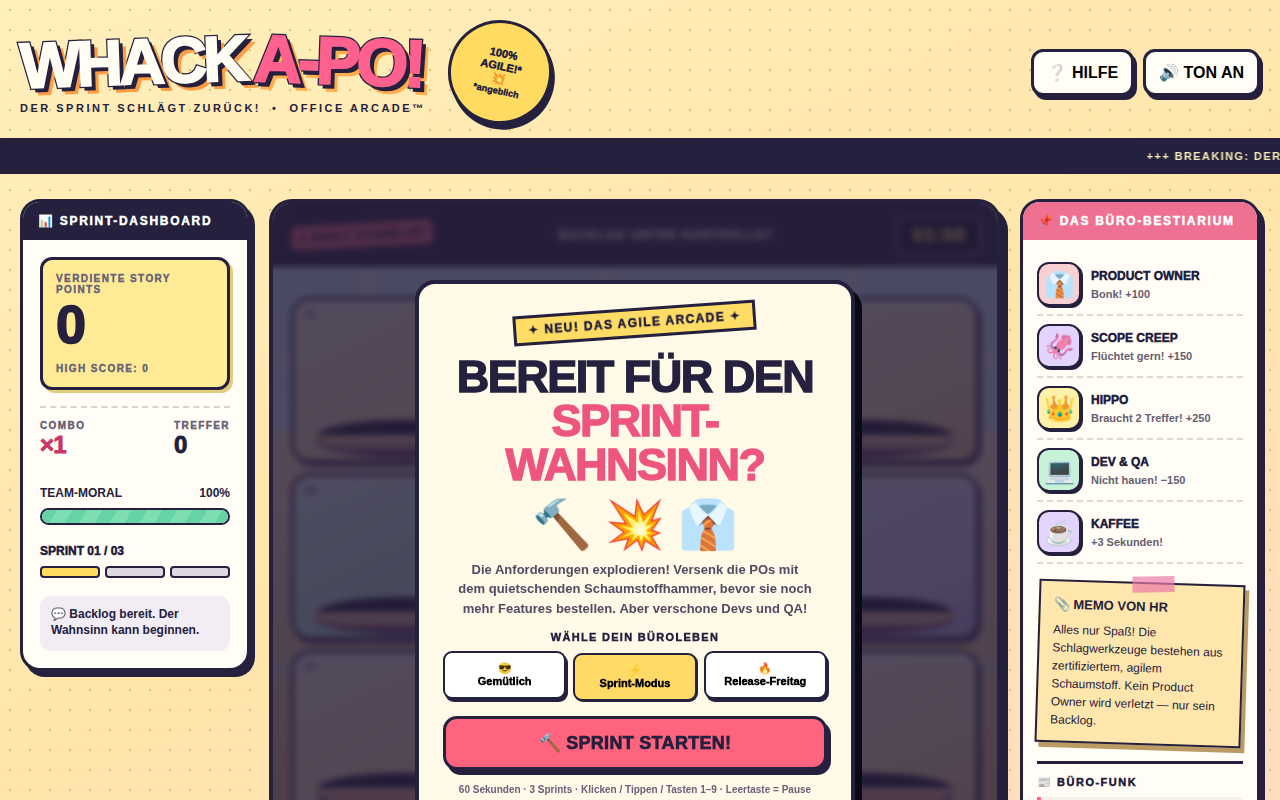 WHACK A-PO!
DER SPRINT SCHLÄGT ZURÜCK! • OFFICE ARCADE™
100%
AGILE!*
💥
*angeblich
❔ HILFE
🔊 TON AN
+++ BREAKING: DER
📊 SPRINT-DASHBOARD
VERDIENTE STORY
POINTS
0
HIGH SCORE: 0
COMBO
×1
TREFFER
0
TEAM-MORAL 100%
SPRINT 01 / 03
💬 Backlog bereit. Der
Wahnsinn kann beginnen.
BACKLOG UNTER KONTROLLE?
01:00
✦ NEU! DAS AGILE ARCADE ✦
BEREIT FÜR DEN
SPRINT-
WAHNSINN?
🔨 💥 👔
Die Anforderungen explodieren! Versenk die POs mit
dem quietschenden Schaumstoffhammer, bevor sie noch
mehr Features bestellen. Aber verschone Devs und QA!
WÄHLE DEIN BÜROLEBEN
😎
Gemütlich
⚡
Sprint-Modus
🔥
Release-Freitag
🔨 SPRINT STARTEN!
60 Sekunden · 3 Sprints · Klicken / Tippen / Tasten 1–9 · Leertaste = Pause
📌 DAS BÜRO-BESTIARIUM
👔 PRODUCT OWNER
Bonk! +100
🦑 SCOPE CREEP
Flüchtet gern! +150
👑 HIPPO
Braucht 2 Treffer! +250
💻 DEV & QA
Nicht hauen! −150
☕ KAFFEE
+3 Sekunden!
📎 MEMO VON HR
Alles nur Spaß! Die
Schlagwerkzeuge bestehen aus
zertifiziertem, agilem
Schaumstoff. Kein Product
Owner wird verletzt — nur sein
Backlog.
📰 BÜRO-FUNK